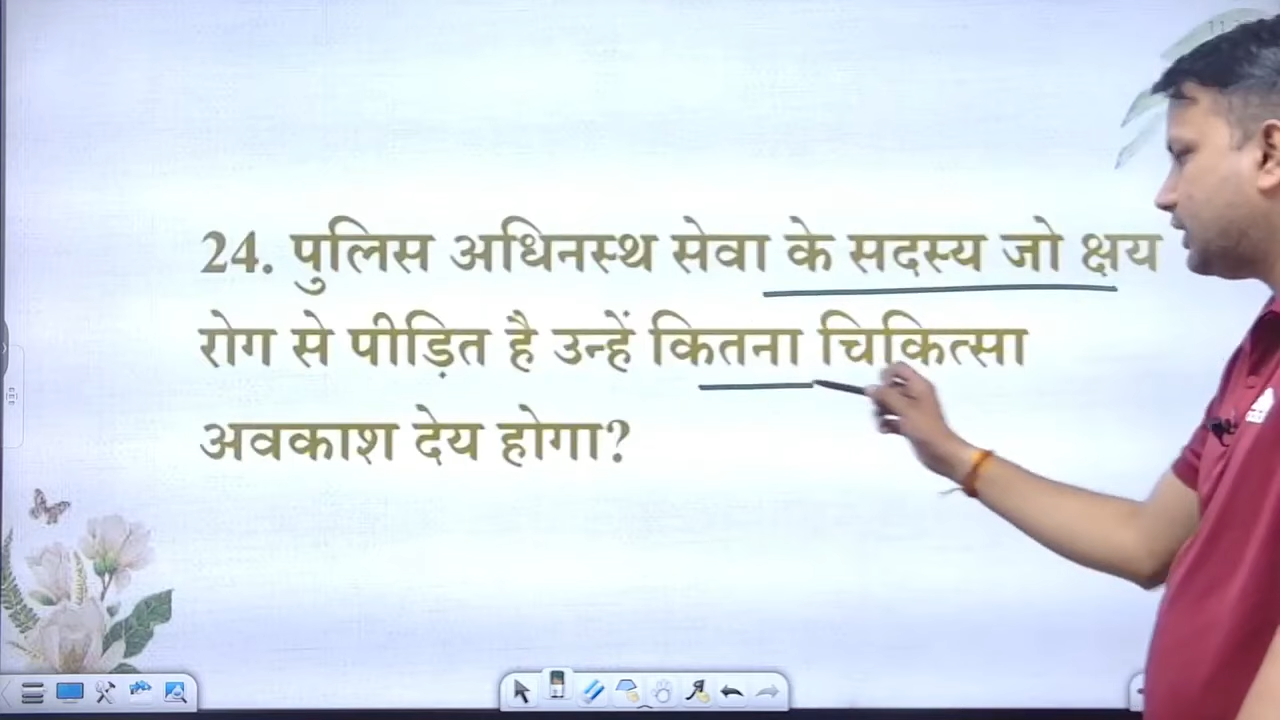 24. पुलिस अधिनस्थ सेवा के सदस्य जो क्षय
रोग से पीड़ित है उन्हें कितना चिकित्सा
अवकाश देय होगा?